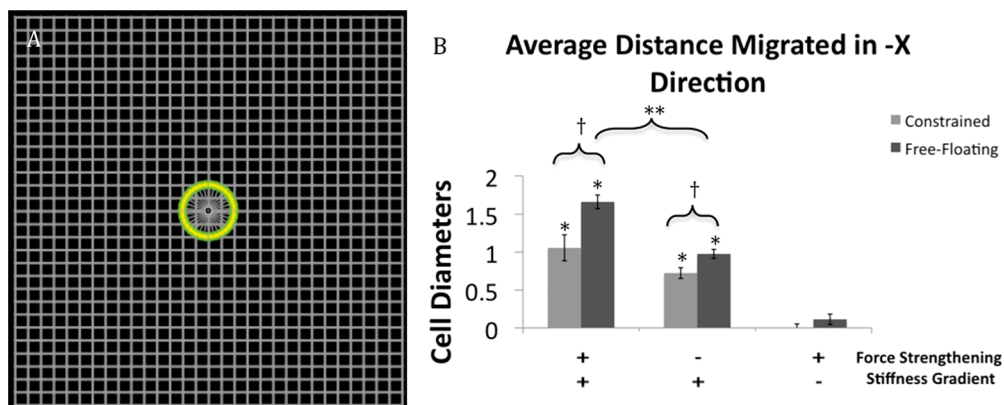 A
B
Average Distance Migrated in -X
Direction
Constrained
Free-Floating
Cell Diameters
2
1.5
1
0.5
0
†
**
*
*
†
*
*
+ - + Force Strengthening
+ + - Stiffness Gradient